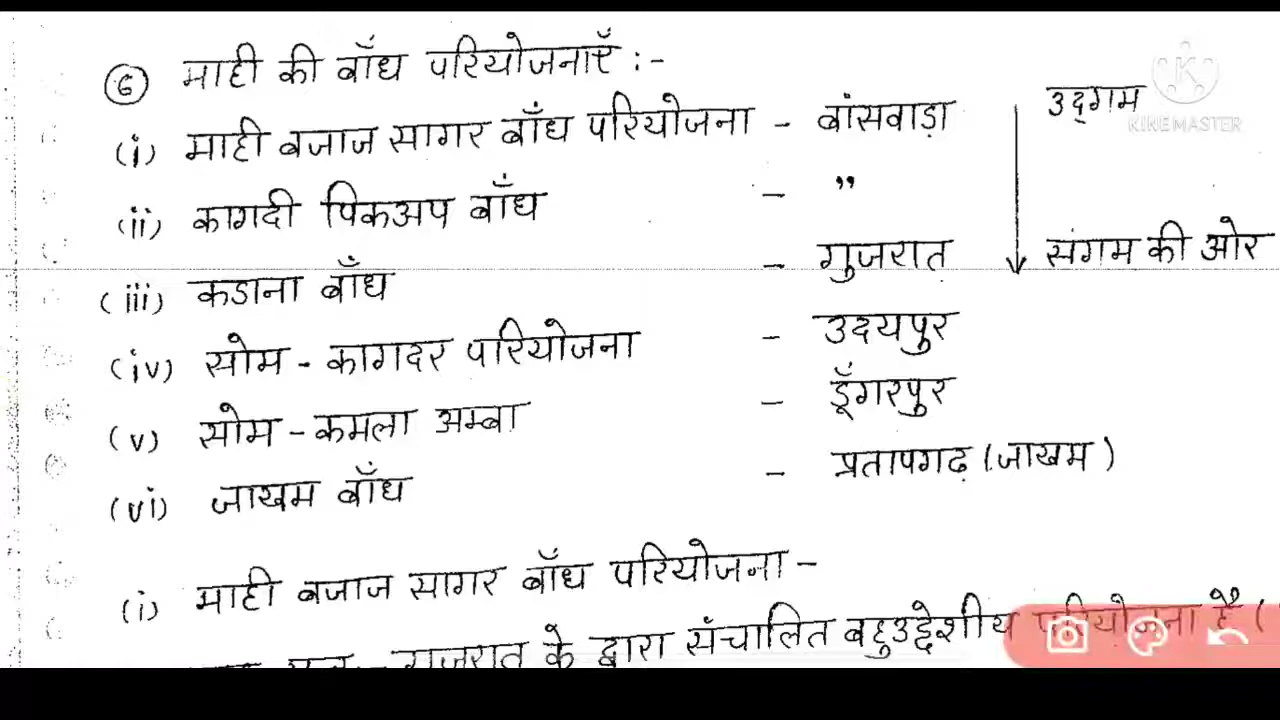 ⑥ माही की बाँध परियोजनाएँ :-
(i) माही बजाज सागर बाँध परियोजना - बांसवाड़ा
उद्गम
KINEMASTER
(ii) कागदी पिकअप बाँध - ”
(iii) कडाना बाँध - गुजरात
संगम की ओर
(iv) सोम - कागदर परियोजना - उदयपुर
(v) सोम - कमला अम्बा - डूँगरपुर
(vi) जाखम बाँध - प्रतापगढ़ (जाखम)
(i) माही बजाज सागर बाँध परियोजना -
गुजरात के द्वारा संचालित बहुउद्देशीय परियोजना है (